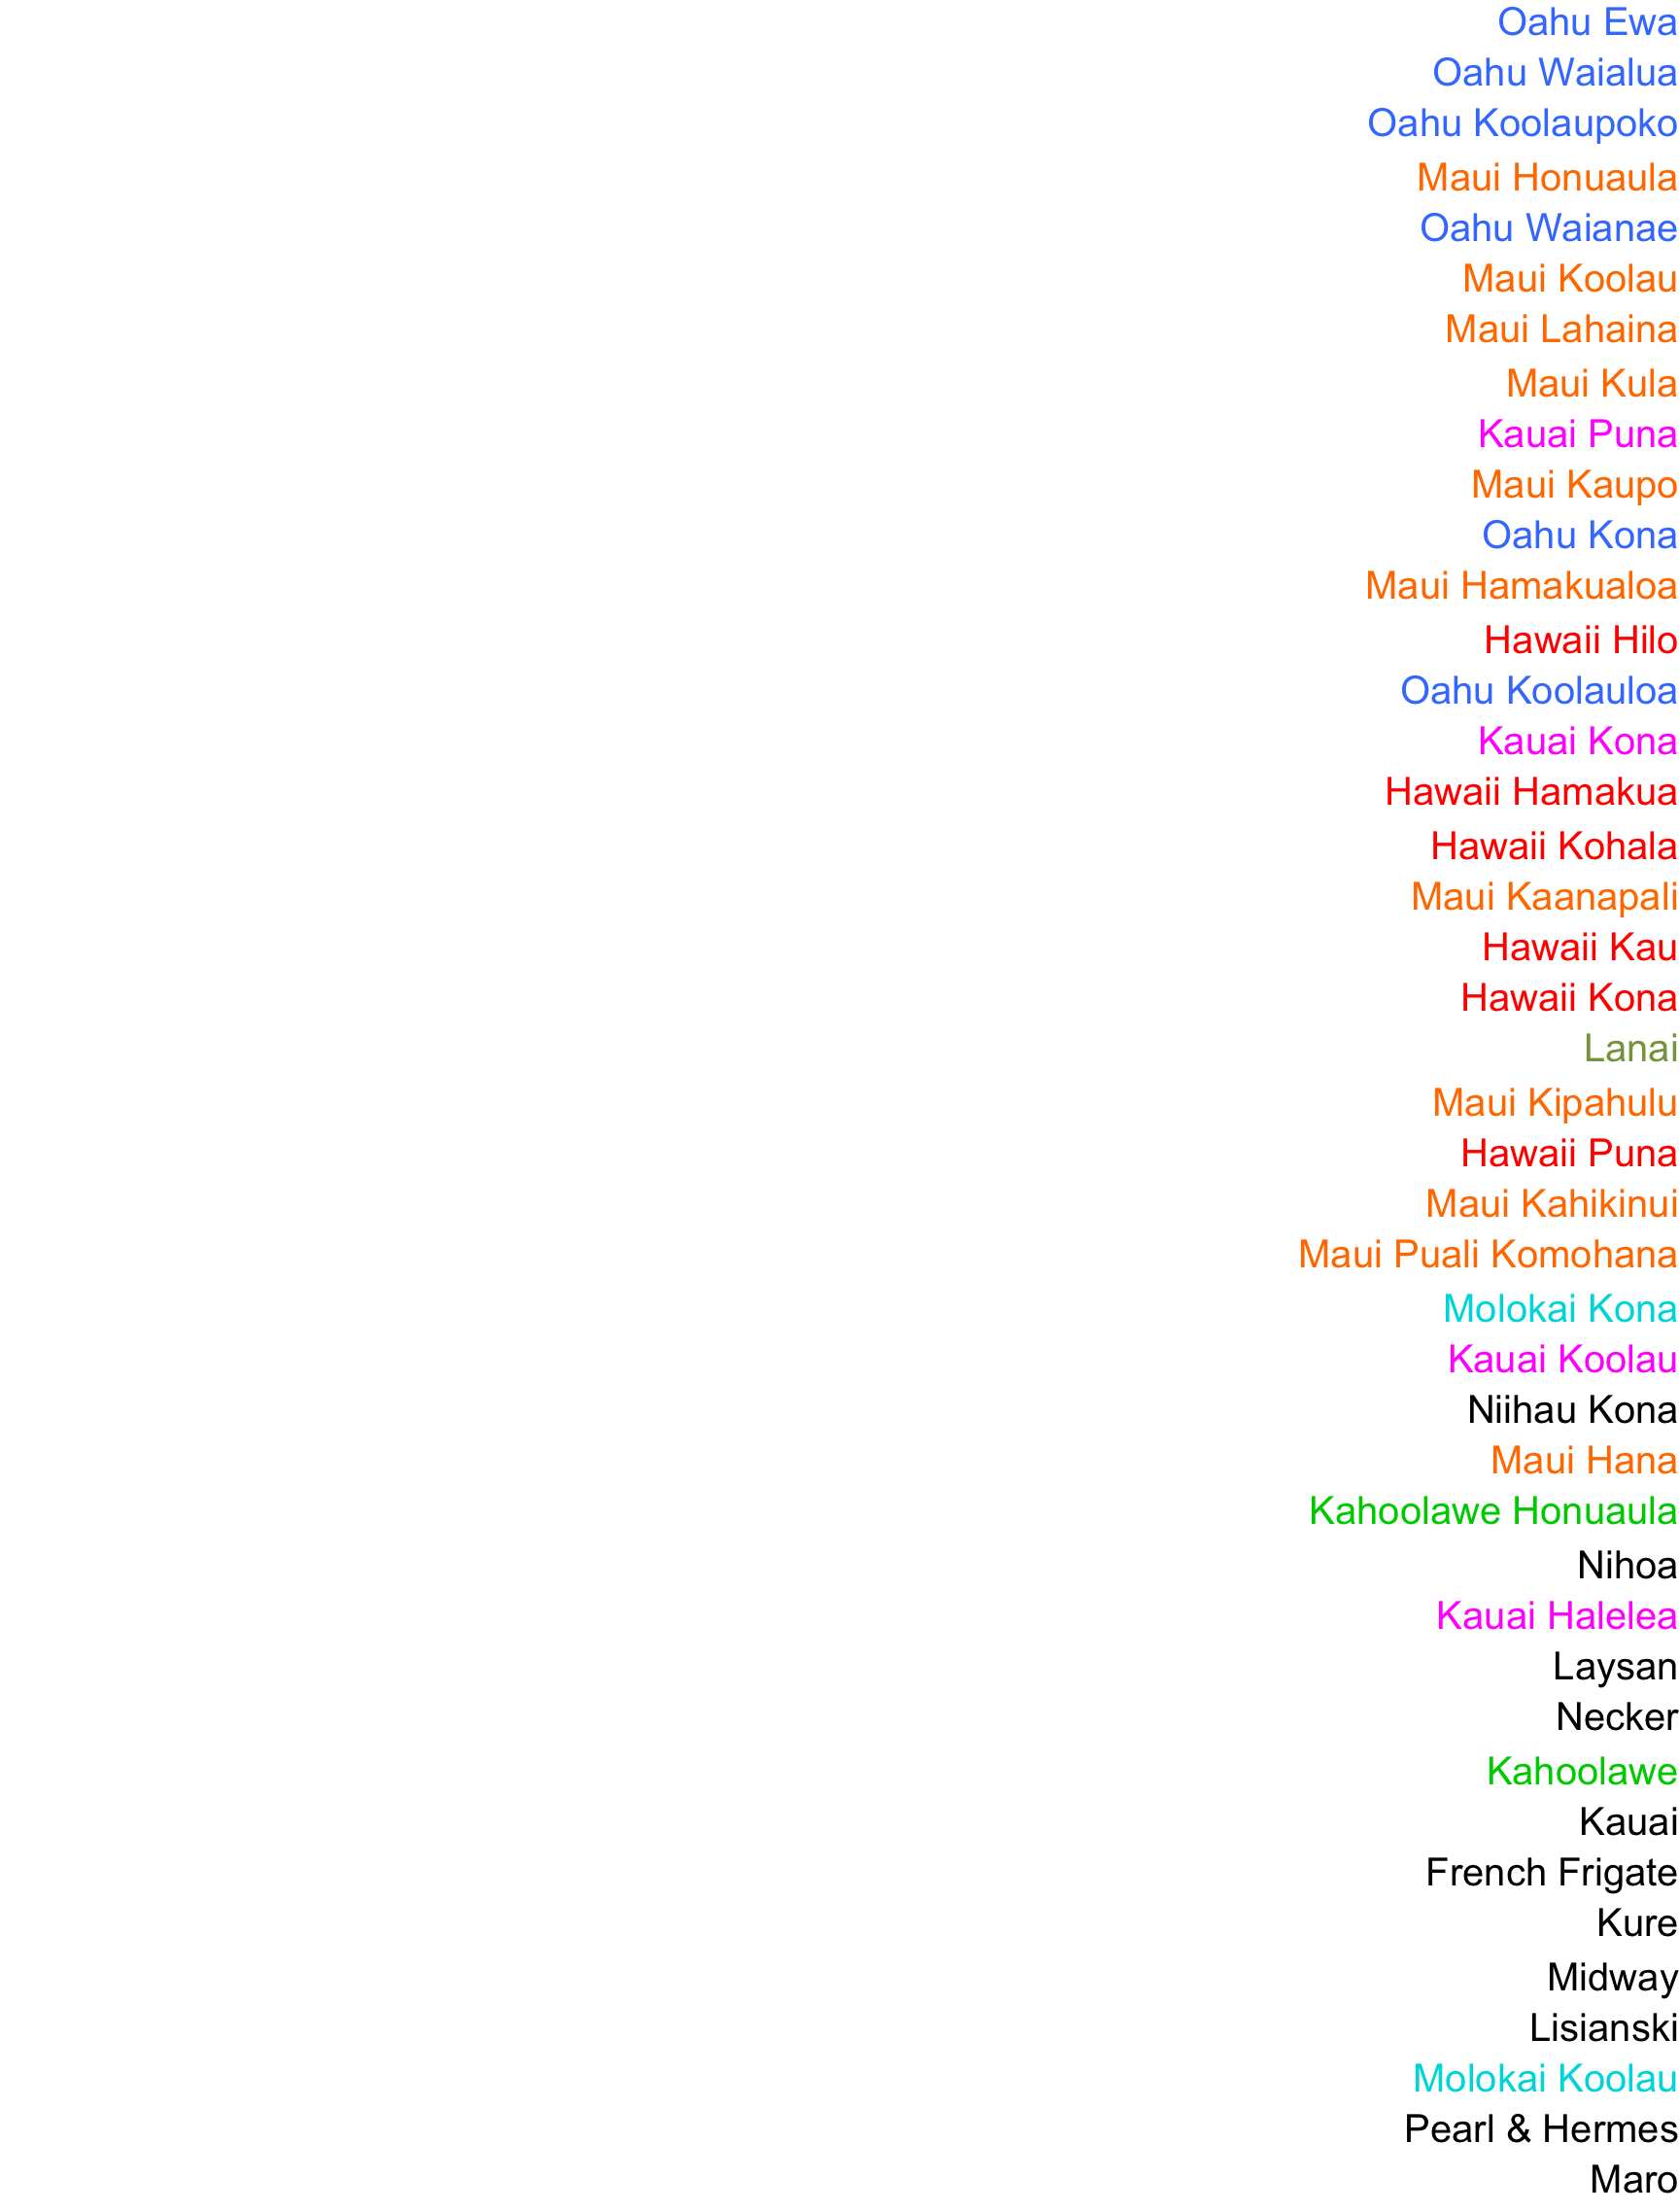 Oahu Ewa
Oahu Waialua
Oahu Koolaupoko
Maui Honuaula
Oahu Waianae
Maui Koolau
Maui Lahaina
Maui Kula
Kauai Puna
Maui Kaupo
Oahu Kona
Maui Hamakualoa
Hawaii Hilo
Oahu Koolauloa
Kauai Kona
Hawaii Hamakua
Hawaii Kohala
Maui Kaanapali
Hawaii Kau
Hawaii Kona
Lanai
Maui Kipahulu
Hawaii Puna
Maui Kahikinui
Maui Puali Komohana
Molokai Kona
Kauai Koolau
Niihau Kona
Maui Hana
Kahoolawe Honuaula
Nihoa
Kauai Halelea
Laysan
Necker
Kahoolawe
Kauai
French Frigate
Kure
Midway
Lisianski
Molokai Koolau
Pearl & Hermes
Maro